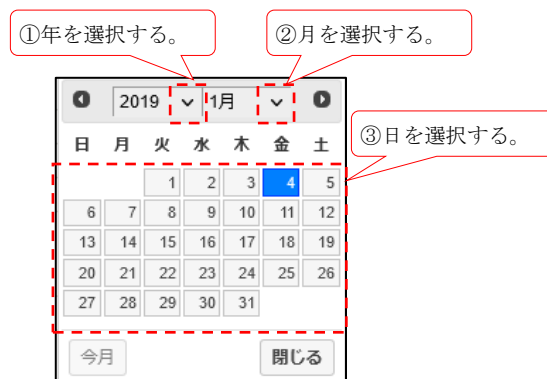 ①年を選択する。
②月を選択する。
2019 1月
日 月 火 水 木 金 土
③日を選択する。
1 2 3 4 5
6 7 8 9 10 11 12
13 14 15 16 17 18 19
20 21 22 23 24 25 26
27 28 29 30 31
今月 閉じる